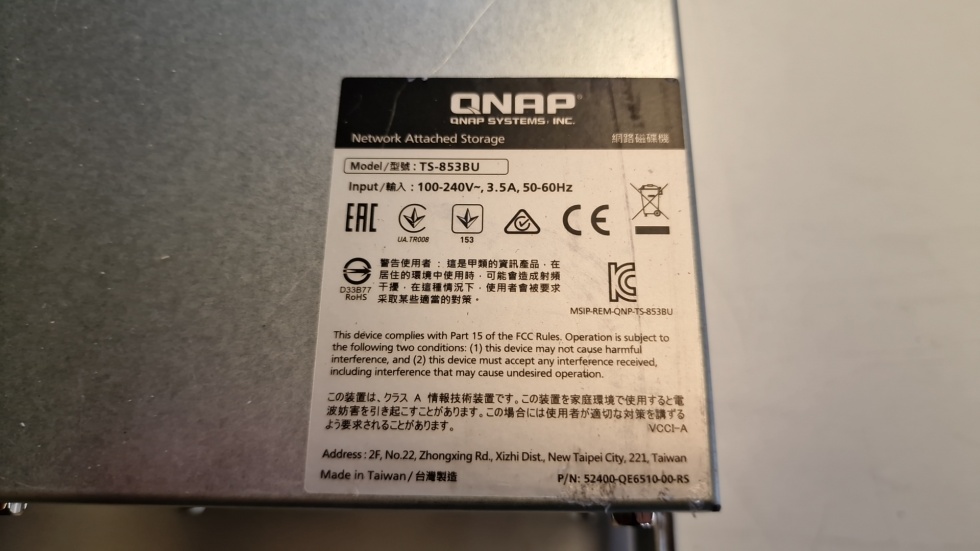 QNAP
QNAP SYSTEMS, INC.
Network Attached Storage 網路磁碟機
Model/型號 : TS-853BU
Input/輸入 : 100-240V~, 3.5A, 50-60Hz
EAC
UA.TR008
153
CE
D33B77
RoHS
警告使用者 : 這是甲類的資訊產品，在
居住的環境中使用時，可能會造成射頻
干擾，在這種情況下，使用者會被要求
採取某些適當的對策。
MSIP-REM-QNP-TS-853BU
This device complies with Part 15 of the FCC Rules. Operation is subject to
the following two conditions: (1) this device may not cause harmful
interference, and (2) this device must accept any interference received,
including interference that may cause undesired operation.
この装置は、クラス A 情報技術装置です。この装置を家庭環境で使用すると電
波妨害を引き起こすことがあります。この場合には使用者が適切な対策を講ずる
よう要求されることがあります。
VCCI-A
Address : 2F, No.22, Zhongxing Rd., Xizhi Dist., New Taipei City, 221, Taiwan
Made in Taiwan / 台灣製造 P/N: 52400-QE6510-00-RS